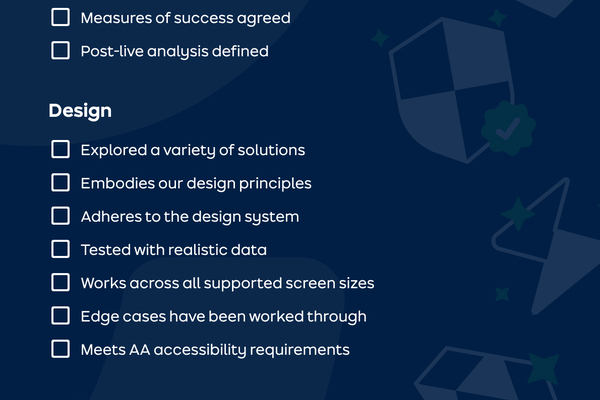 Measures of success agreed
Post-live analysis defined
Design
Explored a variety of solutions
Embodies our design principles
Adheres to the design system
Tested with realistic data
Works across all supported screen sizes
Edge cases have been worked through
Meets AA accessibility requirements